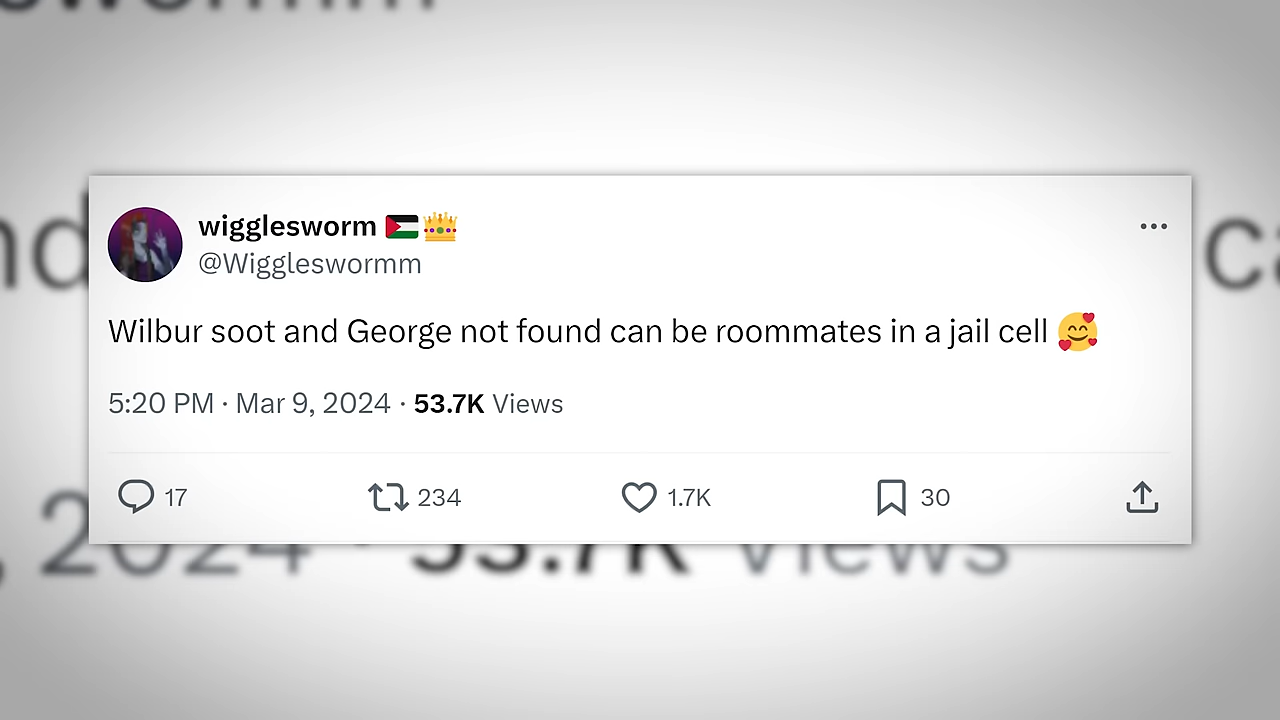 wigglesworm 🇵🇸👑
@Wiggleswormm
Wilbur soot and George not found can be roommates in a jail cell 🥰
5:20 PM · Mar 9, 2024 · 53.7K Views
17 234 1.7K 30